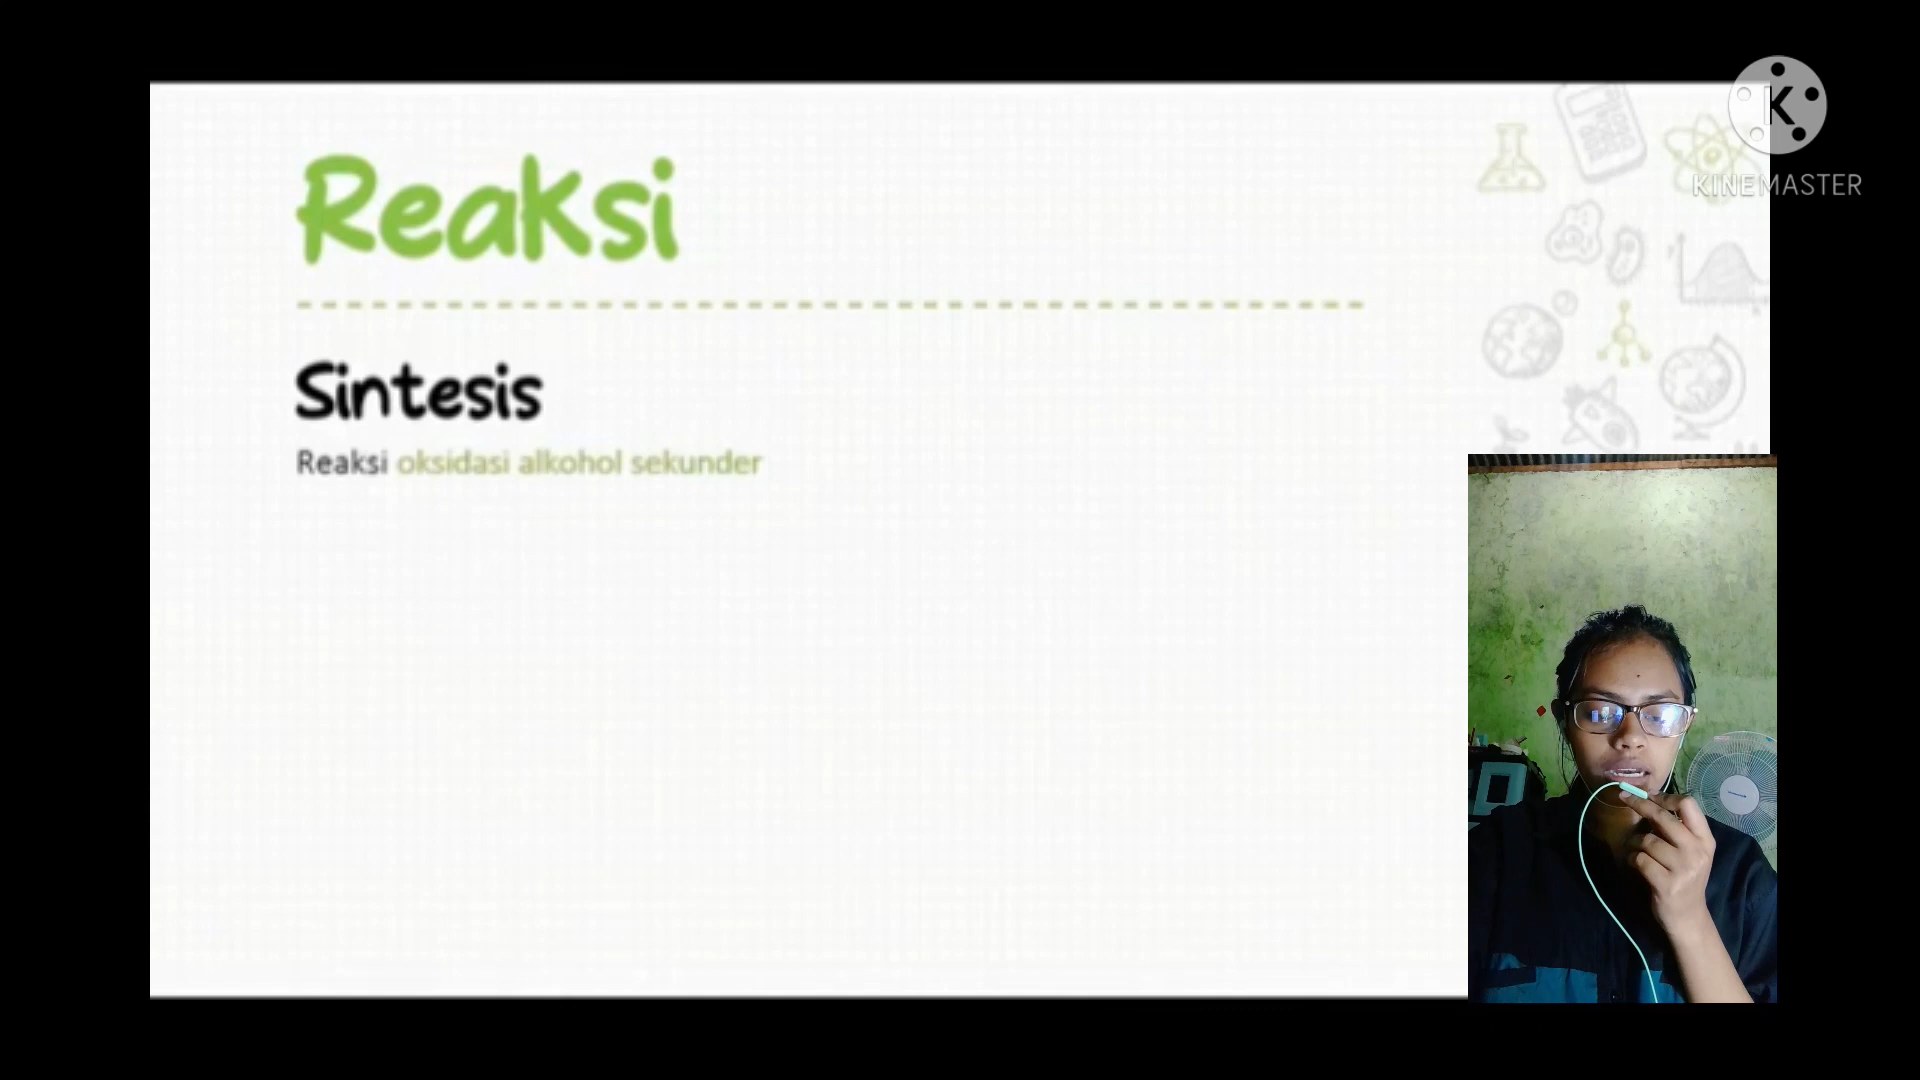 Reaksi
K
KINEMASTER
Sintesis
Reaksi oksidasi alkohol sekunder